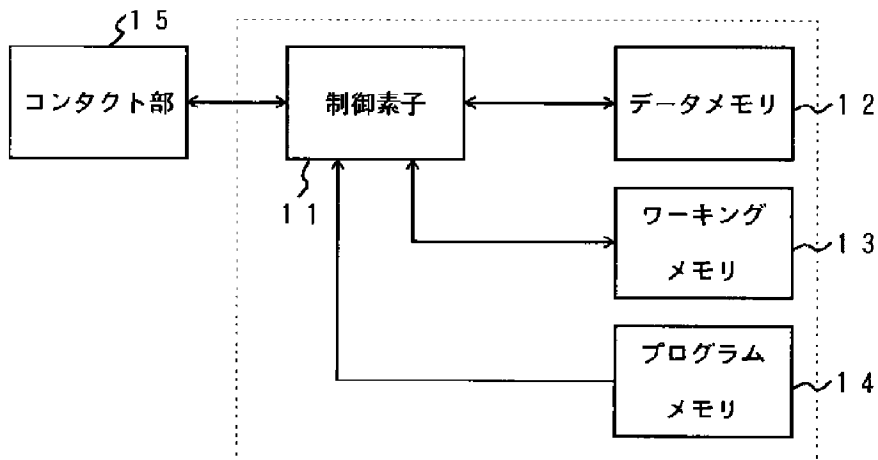 15
コンタクト部
制御素子
11
データメモリ
12
ワーキング
メモリ
13
プログラム
メモリ
14